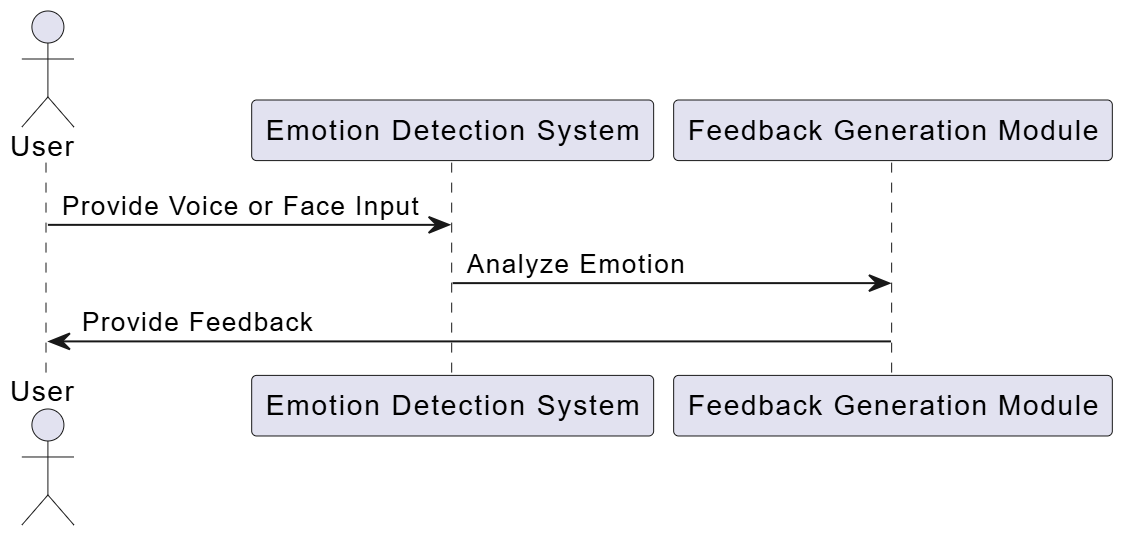 User
Emotion Detection System
Feedback Generation Module
Provide Voice or Face Input
Analyze Emotion
Provide Feedback
User
Emotion Detection System
Feedback Generation Module